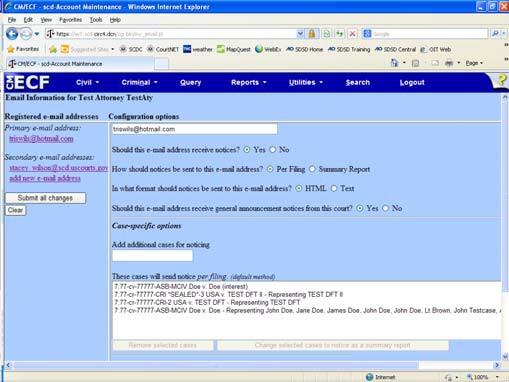 CM/ECF - scd-Account Maintenance - Windows Internet Explorer
File Edit View Favorites Tools Help
Favorites Suggested Sites SCDC CourtNET weather MapQuest WebEx SDSD Home SDSD Training SDSD Central OIT Web
CM/ECF - scd-Account Maintenance
Page
CM ECF Civil Criminal Query Reports Utilities Search Logout ?
Email Information for Test Attorney TestAty
Registered e-mail addresses Configuration options
Primary e-mail address:
triswils@hotmail.com
Secondary e-mail addresses:
stacey_wilson@scd.uscourts.gov
add new e-mail address
Submit all changes
Clear
triswils@hotmail.com
Should this e-mail address receive notices? Yes No
How should notices be sent to this e-mail address? Per Filing Summary Report
In what format should notices be sent to this e-mail address? HTML Text
Should this e-mail address receive general announcement notices from this court? Yes No
Case-specific options
Add additional cases for noticing
These cases will send notice per filing. (default method)
7:77-cv-77777-ASB-MCIV Doe v. Doe (interest)
7:77-cr-77777-CRI *SEALED*-3 USA v. TEST DFT II - Representing TEST DFT II
7:77-cr-77777-CRI-2 USA v. TEST DFT - Representing TEST DFT
7:77-cv-77777-ASB-MCIV Doe v. Doe - Representing John Doe, Jane Doe, James Doe, John Doe, John Doe, Lt Brown, John Testcase, A
Remove selected cases Change selected cases to notice as a summary report
Internet 100%